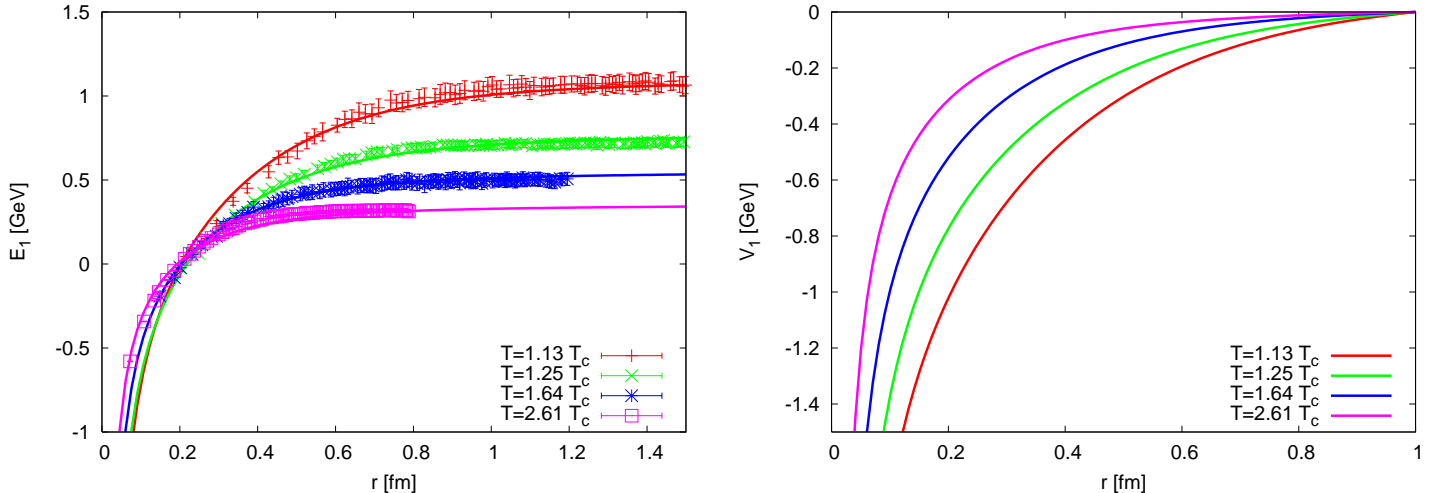 1.5
1
0.5
0
-0.5
-1
E1 [GeV]
0 0.2 0.4 0.6 0.8 1 1.2 1.4
r [fm]
T=1.13 Tc
T=1.25 Tc
T=1.64 Tc
T=2.61 Tc
0
-0.2
-0.4
-0.6
-0.8
-1
-1.2
-1.4
V1 [GeV]
0 0.2 0.4 0.6 0.8 1
r [fm]
T=1.13 Tc
T=1.25 Tc
T=1.64 Tc
T=2.61 Tc